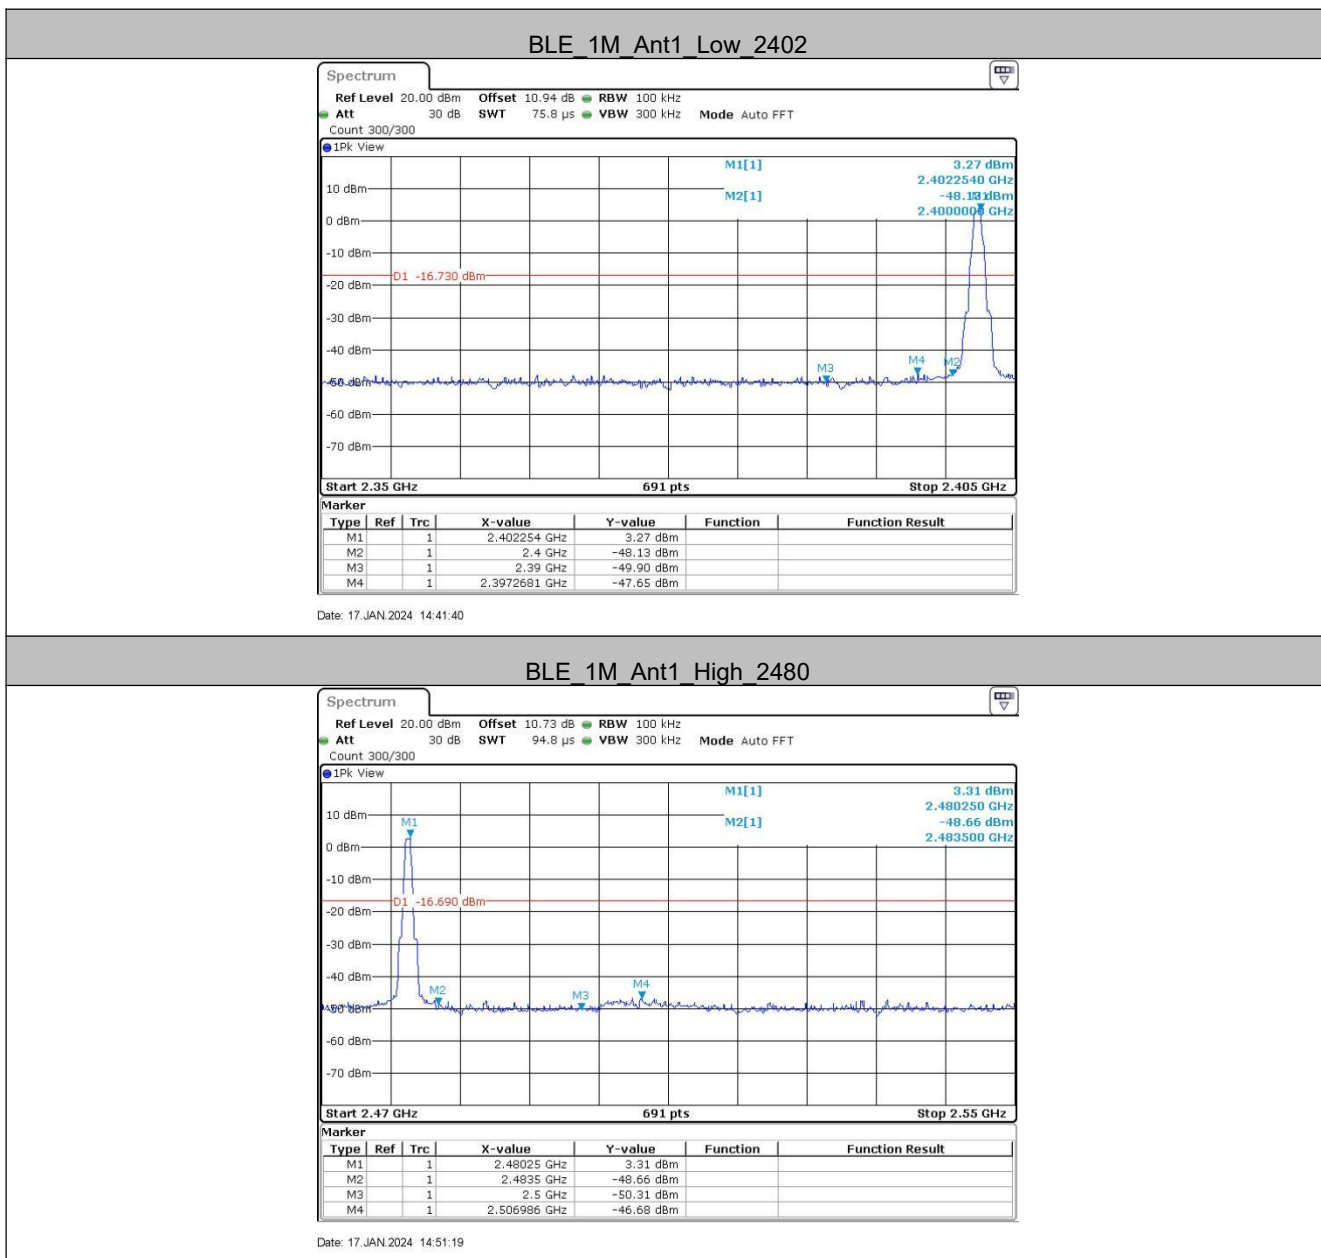 BLE_1M_Ant1_Low_2402
Spectrum
Ref Level 20.00 dBm Offset 10.94 dB RBW 100 kHz
Att 30 dB SWT 75.8 µs VBW 300 kHz Mode Auto FFT
Count 300/300
1Pk View
M1[1] 3.27 dBm
2.4022540 GHz
10 dBm
M2[1] -48.13 dBm
M1
2.4000000 GHz
0 dBm
-10 dBm
D1 -16.730 dBm
-20 dBm
-30 dBm
-40 dBm
M3 M4 M2
-50 dBm
-60 dBm
-70 dBm
Start 2.35 GHz 691 pts Stop 2.405 GHz
Marker
Type Ref Trc X-value Y-value Function Function Result
M1 1 2.402254 GHz 3.27 dBm
M2 1 2.4 GHz -48.13 dBm
M3 1 2.39 GHz -49.90 dBm
M4 1 2.3972681 GHz -47.65 dBm
Date: 17.JAN.2024 14:41:40
BLE_1M_Ant1_High_2480
Spectrum
Ref Level 20.00 dBm Offset 10.73 dB RBW 100 kHz
Att 30 dB SWT 94.8 µs VBW 300 kHz Mode Auto FFT
Count 300/300
1Pk View
M1[1] 3.31 dBm
2.480250 GHz
10 dBm
M1
M2[1] -48.66 dBm
2.483500 GHz
0 dBm
-10 dBm
D1 -16.690 dBm
-20 dBm
-30 dBm
-40 dBm
M2 M3 M4
-50 dBm
-60 dBm
-70 dBm
Start 2.47 GHz 691 pts Stop 2.55 GHz
Marker
Type Ref Trc X-value Y-value Function Function Result
M1 1 2.48025 GHz 3.31 dBm
M2 1 2.4835 GHz -48.66 dBm
M3 1 2.5 GHz -50.31 dBm
M4 1 2.506986 GHz -46.68 dBm
Date: 17.JAN.2024 14:51:19